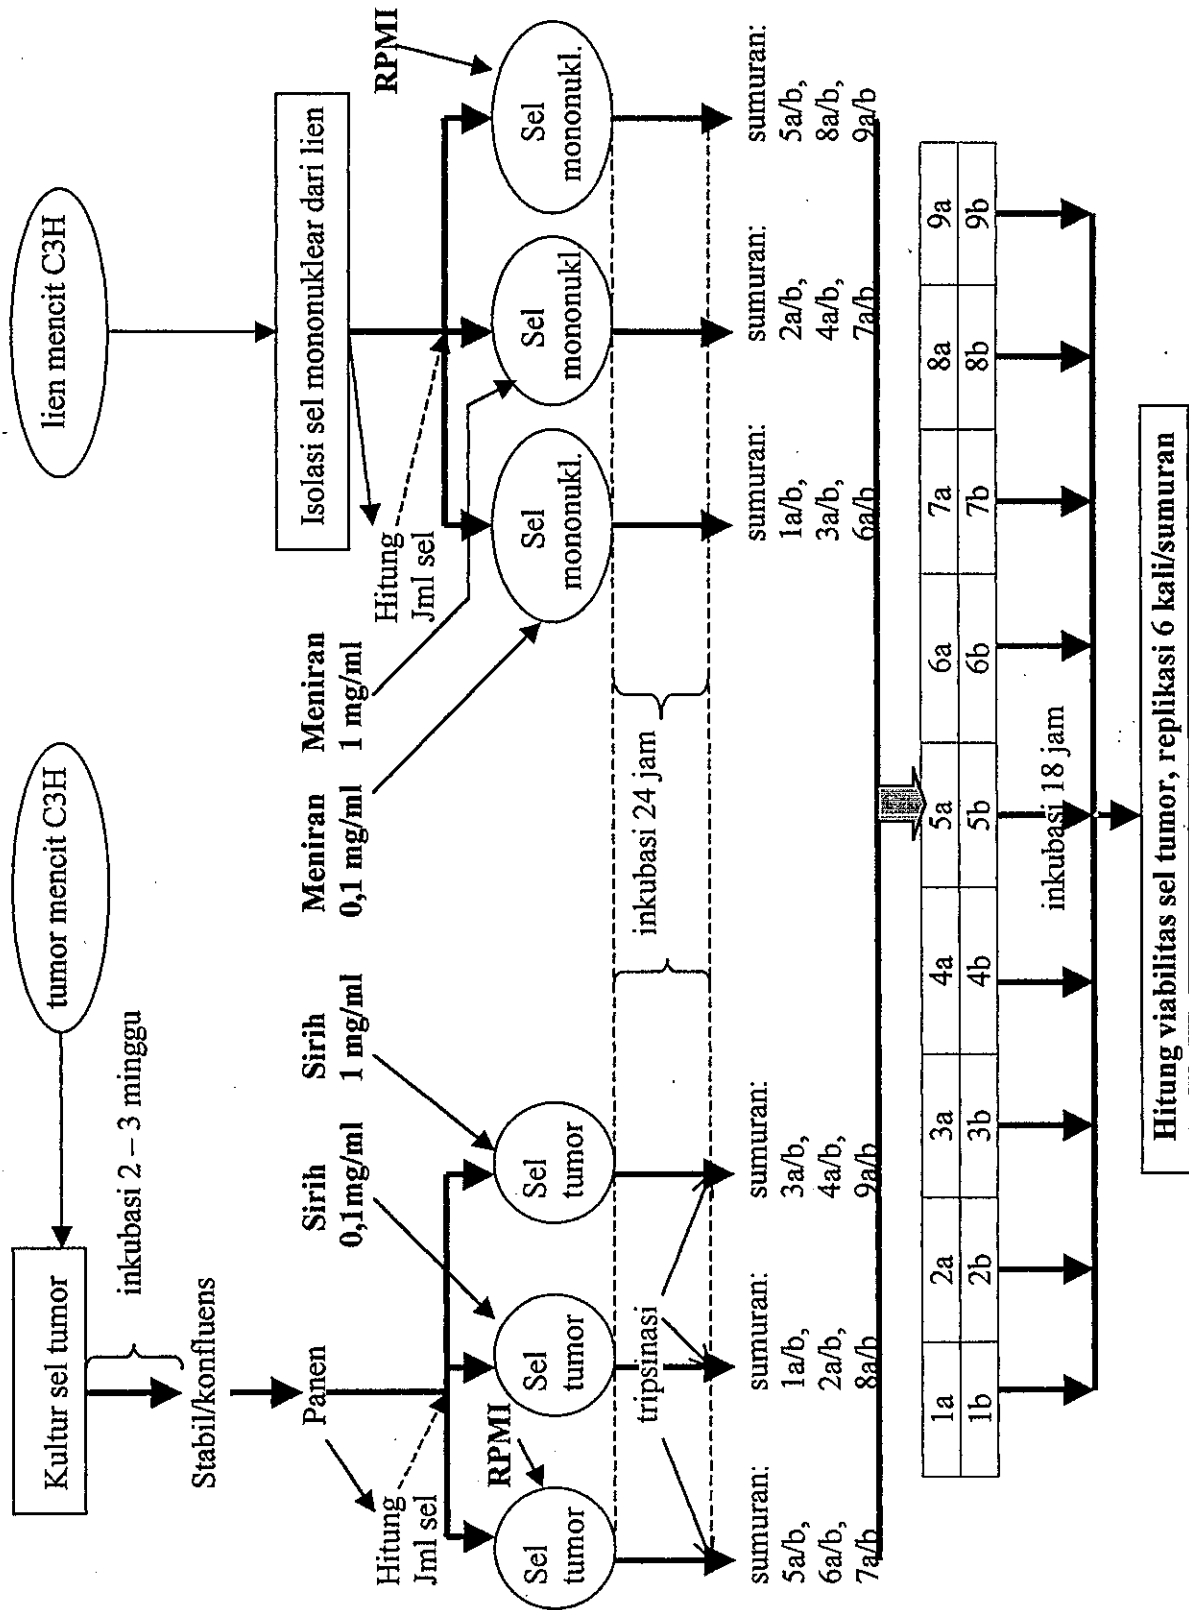 tumor mencit C3H
lien mencit C3H
Kultur sel tumor
inkubasi 2 – 3 minggu
Stabil/konfluens
Panen
Hitung
Jml sel
Isolasi sel mononuklear dari lien
Hitung
Jml sel
Sirih
0,1mg/ml
Sirih
1 mg/ml
Meniran
0,1 mg/ml
Meniran
1 mg/ml
RPMI
RPMI
Sel
tumor
Sel
tumor
Sel
tumor
Sel
mononukl.
Sel
mononukl
Sel
mononukl.
inkubasi 24 jam
tripsinasi
sumuran:
5a/b,
6a/b,
7a/b
sumuran:
1a/b,
2a/b,
8a/b
sumuran:
3a/b,
4a/b,
9a/b
sumuran:
1a/b,
3a/b,
6a/b
sumuran:
2a/b,
4a/b,
7a/b
sumuran:
5a/b,
8a/b,
9a/b
1a 2a 3a 4a 5a 6a 7a 8a 9a
1b 2b 3b 4b 5b 6b 7b 8b 9b
inkubasi 18 jam
Hitung viabilitas sel tumor, replikasi 6 kali/sumuran